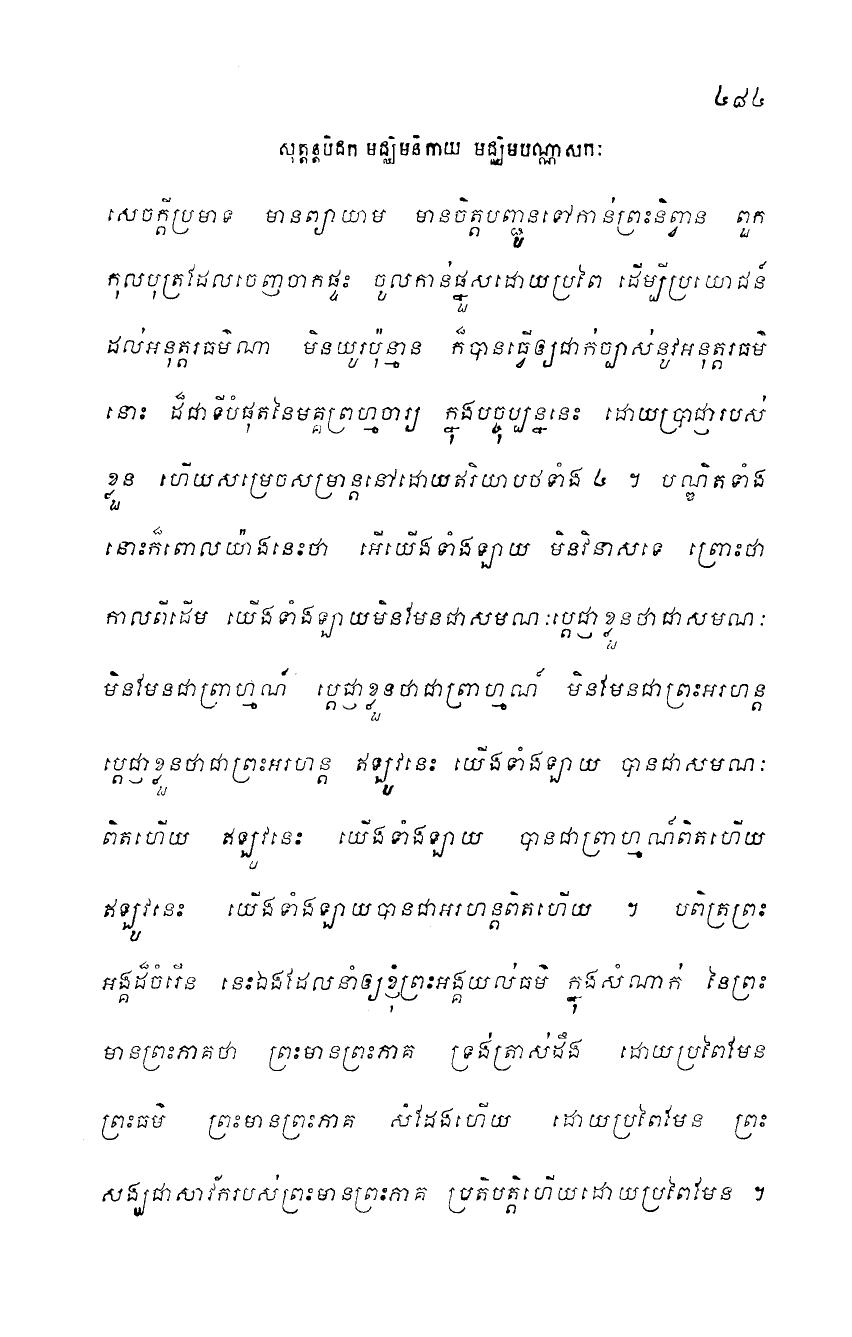 ៤៨៤
សុត្តន្តបិដក មជ្ឈិមនិកាយ មជ្ឈិមបណ្ណាសកៈ
សេចក្តីប្រមាទ មានព្យាយាម មានចិត្តបញ្ជូនទៅកាន់ព្រះនិព្វាន ពួក
កុលបុត្រដែលចេញចាកផ្ទះ ចូលកាន់ផ្នួសដោយប្រពៃ ដើម្បីប្រយោជន៍
ដល់អនុត្តរធម៌ណា មិនយូរប៉ុន្មាន ក៏បានធ្វើឲ្យជាក់ច្បាស់នូវអនុត្តរធម៌
នោះ ដ៏ជាទីបំផុតនៃមគ្គព្រហ្មចារ្យ ក្នុងបច្ចុប្បន្ននេះ ដោយប្រាជ្ញារបស់
ខ្លួន ហើយសម្រេចសម្រាន្តនៅដោយឥរិយាបថទាំង ៤ ។ បណ្ឌិតទាំង
នោះក៏ពោលយ៉ាងនេះថា អើយើងទាំងឡាយ មិនវិនាសទេ ព្រោះថា
កាលពីដើម យើងទាំងឡាយមិនមែនជាសមណៈប្តេជ្ញាខ្លួនថាជាសមណៈ
មិនមែនជាព្រាហ្មណ៍ ប្តេជ្ញាខ្លួនថាជាព្រាហ្មណ៍ មិនមែនជាព្រះអរហន្ត
ប្តេជ្ញាខ្លួនថាជាព្រះអរហន្ត ឥឡូវនេះ យើងទាំងឡាយ បានជាសមណៈ
ពិតហើយ ឥឡូវនេះ យើងទាំងឡាយ បានជាព្រាហ្មណ៍ពិតហើយ
ឥឡូវនេះ យើងទាំងឡាយបានជាអរហន្តពិតហើយ ។ បពិត្រព្រះ
អង្គដ៏ចំរើន នេះឯងដែលនាំឲ្យខ្ញុំព្រះអង្គយល់ធម៌ ក្នុងសំណាក់ នៃព្រះ
មានព្រះភាគថា ព្រះមានព្រះភាគ ទ្រង់ត្រាស់ដឹង ដោយប្រពៃមែន
ព្រះធម៌ ព្រះមានព្រះភាគ សំដែងហើយ ដោយប្រពៃមែន ព្រះ
សង្ឃជាសាវ័ករបស់ព្រះមានព្រះភាគ ប្រតិបត្តិហើយដោយប្រពៃមែន ។